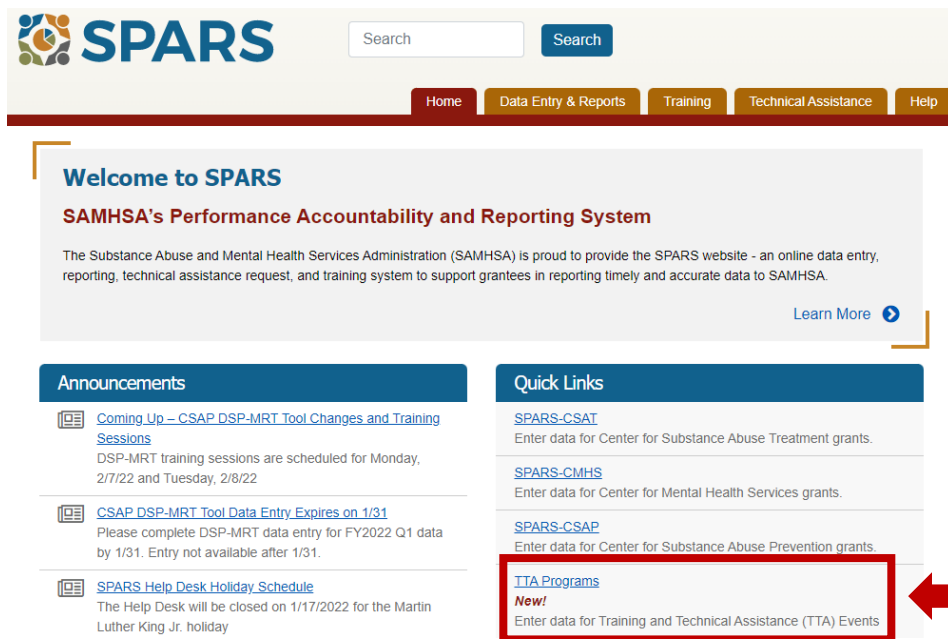 SPARS
Search
Search
Home
Data Entry & Reports
Training
Technical Assistance
Help
Welcome to SPARS
SAMHSA's Performance Accountability and Reporting System
The Substance Abuse and Mental Health Services Administration (SAMHSA) is proud to provide the SPARS website - an online data entry,
reporting, technical assistance request, and training system to support grantees in reporting timely and accurate data to SAMHSA.
Learn More
Announcements
Coming Up – CSAP DSP-MRT Tool Changes and Training
Sessions
DSP-MRT training sessions are scheduled for Monday,
2/7/22 and Tuesday, 2/8/22
CSAP DSP-MRT Tool Data Entry Expires on 1/31
Please complete DSP-MRT data entry for FY2022 Q1 data
by 1/31. Entry not available after 1/31.
SPARS Help Desk Holiday Schedule
The Help Desk will be closed on 1/17/2022 for the Martin
Luther King Jr. holiday
Quick Links
SPARS-CSAT
Enter data for Center for Substance Abuse Treatment grants.
SPARS-CMHS
Enter data for Center for Mental Health Services grants.
SPARS-CSAP
Enter data for Center for Substance Abuse Prevention grants.
TTA Programs
New!
Enter data for Training and Technical Assistance (TTA) Events